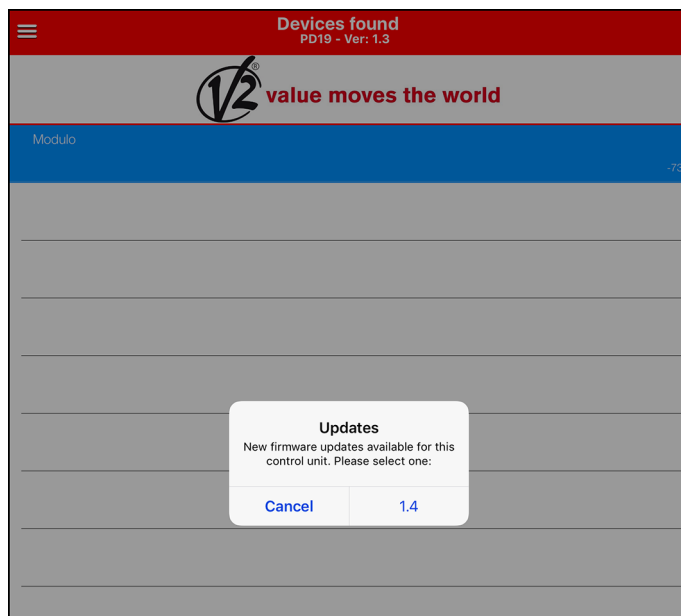 Devices found
PD19 - Ver: 1.3
V2® value moves the world
Modulo
-73
Updates
New firmware updates available for this
control unit. Please select one:
Cancel 1.4